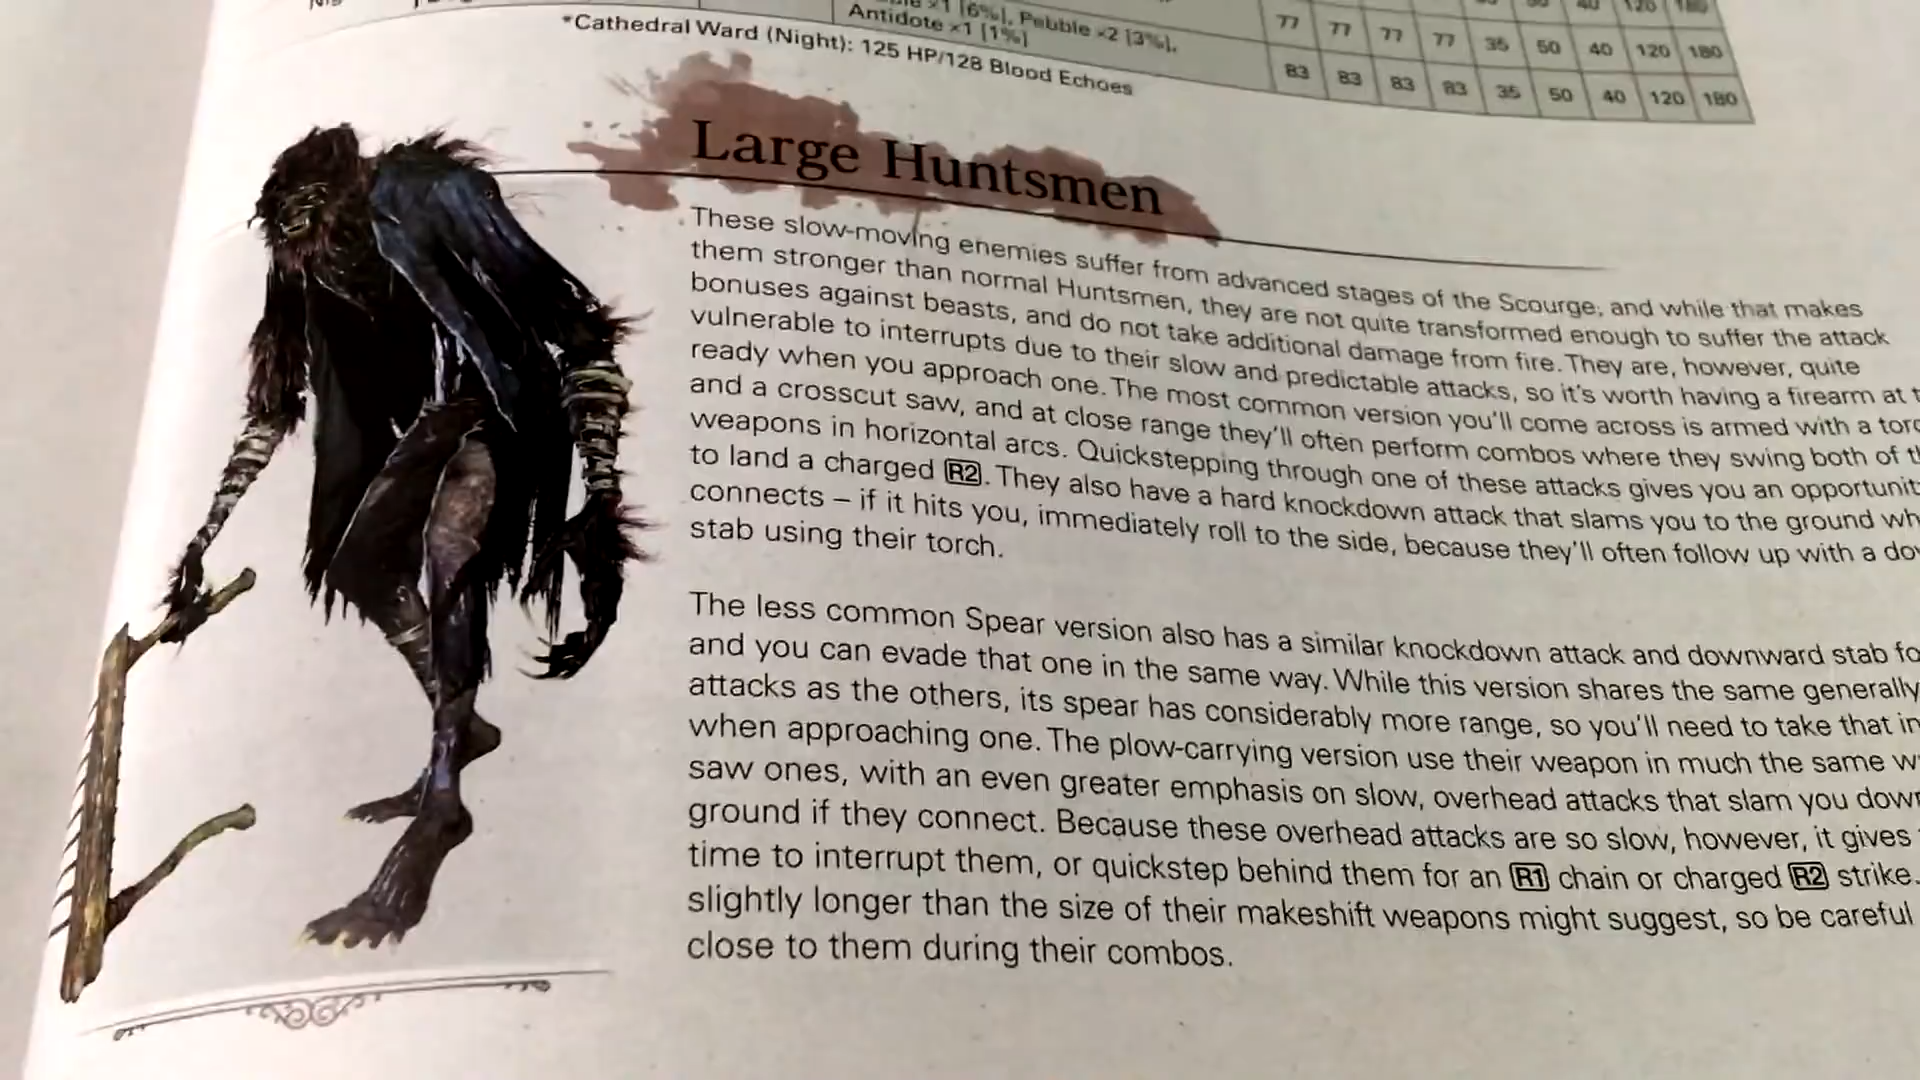 ×1 [6%], Pebble ×2 [3%],
Antidote ×1 [1%]
77 77 77 77 35 50 40 120 180
83 83 83 83 35 50 40 120 180
*Cathedral Ward (Night): 125 HP/128 Blood Echoes
Large Huntsmen
These slow-moving enemies suffer from advanced stages of the Scourge, and while that makes
them stronger than normal Huntsmen, they are not quite transformed enough to suffer the attack
bonuses against beasts, and do not take additional damage from fire. They are, however, quite
vulnerable to interrupts due to their slow and predictable attacks, so it's worth having a firearm at
ready when you approach one. The most common version you'll come across is armed with a
and a crosscut saw, and at close range they'll often perform combos where they swing both of
weapons in horizontal arcs. Quickstepping through one of these attacks gives you an
to land a charged R2. They also have a hard knockdown attack that slams you to the ground
connects – if it hits you, immediately roll to the side, because they'll often follow up with a
stab using their torch.
The less common Spear version also has a similar knockdown attack and downward stab
and you can evade that one in the same way. While this version shares the same generally
attacks as the others, its spear has considerably more range, so you'll need to take that
when approaching one. The plow-carrying version use their weapon in much the same
saw ones, with an even greater emphasis on slow, overhead attacks that slam you
ground if they connect. Because these overhead attacks are so slow, however, it gives
time to interrupt them, or quickstep behind them for an R1 chain or charged R2 strike.
slightly longer than the size of their makeshift weapons might suggest, so be careful
close to them during their combos.